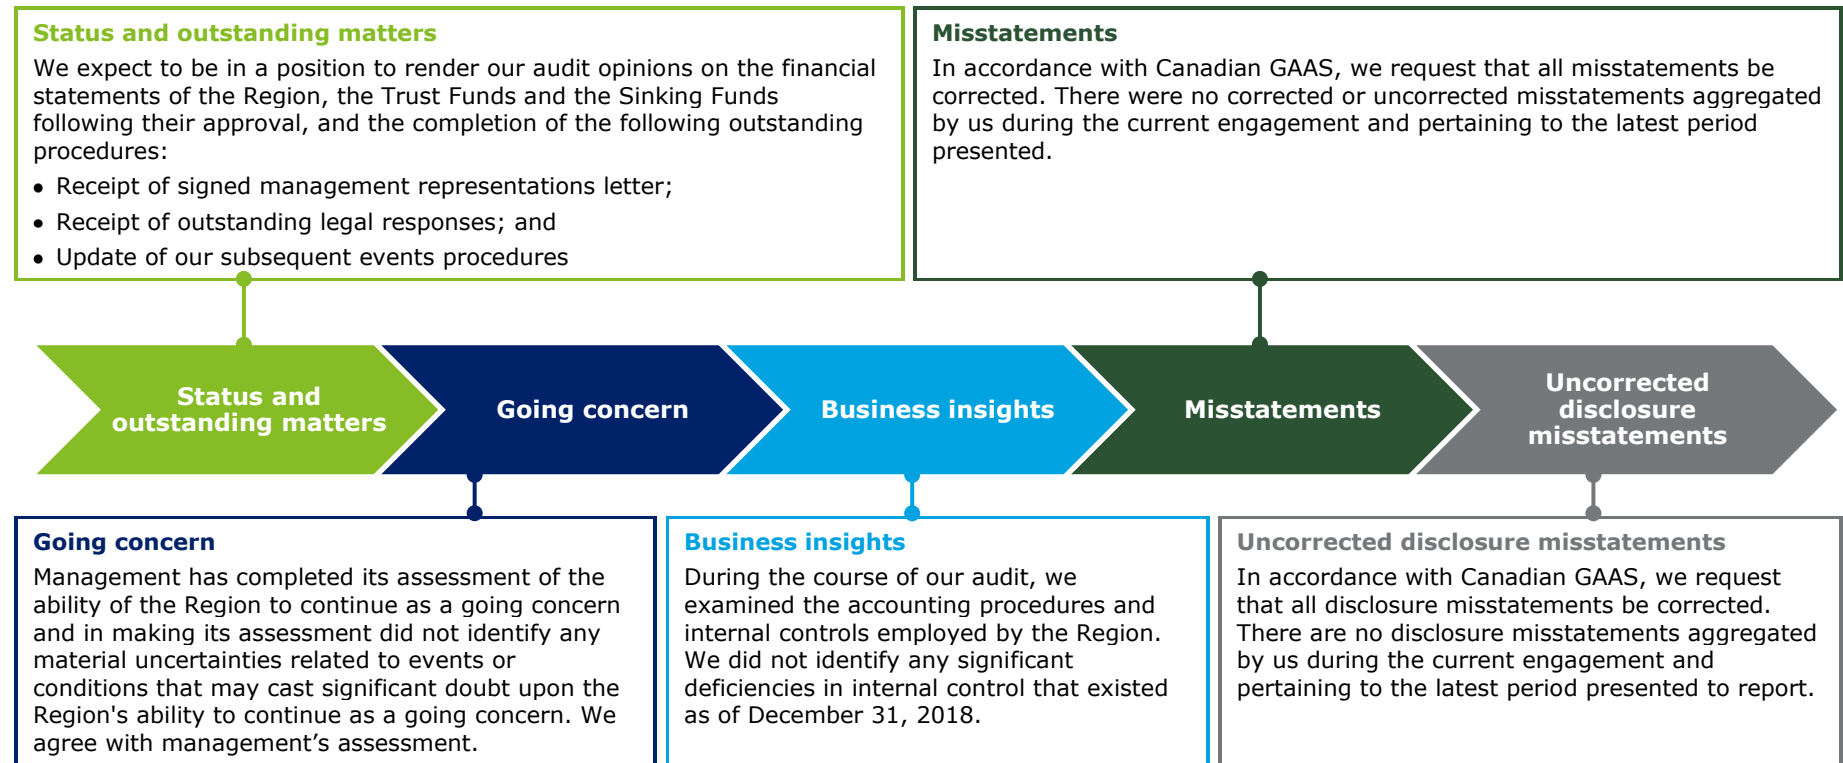 Status and outstanding matters
We expect to be in a position to render our audit opinions on the financial
statements of the Region, the Trust Funds and the Sinking Funds
following their approval, and the completion of the following outstanding
procedures:
• Receipt of signed management representations letter;
• Receipt of outstanding legal responses; and
• Update of our subsequent events procedures
Misstatements
In accordance with Canadian GAAS, we request that all misstatements be
corrected. There were no corrected or uncorrected misstatements aggregated
by us during the current engagement and pertaining to the latest period
presented.
Status and
outstanding matters
Going concern
Business insights
Misstatements
Uncorrected
disclosure
misstatements
Going concern
Management has completed its assessment of the
ability of the Region to continue as a going concern
and in making its assessment did not identify any
material uncertainties related to events or
conditions that may cast significant doubt upon the
Region's ability to continue as a going concern. We
agree with management’s assessment.
Business insights
During the course of our audit, we
examined the accounting procedures and
internal controls employed by the Region.
We did not identify any significant
deficiencies in internal control that existed
as of December 31, 2018.
Uncorrected disclosure misstatements
In accordance with Canadian GAAS, we request
that all disclosure misstatements be corrected.
There are no disclosure misstatements aggregated
by us during the current engagement and
pertaining to the latest period presented to report.